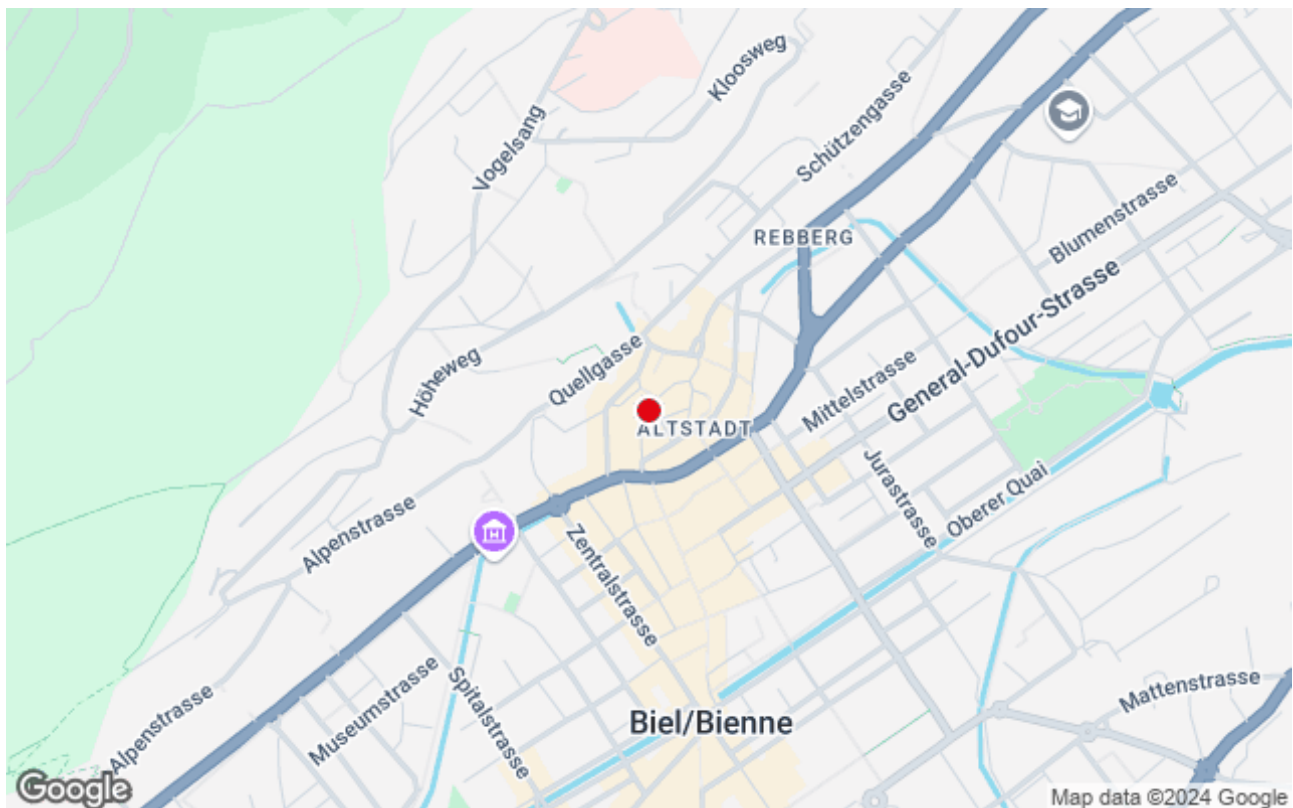 Kloosweg
Vogelsang
Schützengasse
Blumenstrasse
REBBERG
General-Dufour-Strasse
Quellgasse
Höheweg
Mittelstrasse
ALTSTADT
Jurastrasse
Oberer Quai
Alpenstrasse
Zentralstrasse
Museumstrasse
Spitalstrasse
Mattenstrasse
Alpenstrasse
Biel/Bienne
Google
Map data ©2024 Google